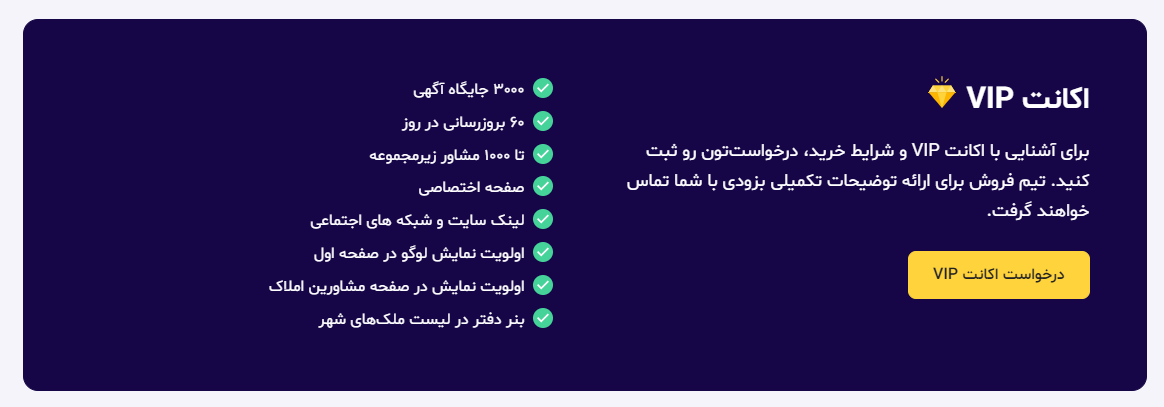 اکانت VIP
برای آشنایی با اکانت VIP و شرایط خرید، درخواست‌تون رو ثبت
کنید. تیم فروش برای ارائه توضیحات تکمیلی بزودی با شما تماس
خواهند گرفت.
درخواست اکانت VIP
۳۰۰۰ جایگاه آگهی
۶۰ بروزرسانی در روز
تا ۱۰۰۰ مشاور زیرمجموعه
صفحه اختصاصی
لینک سایت و شبکه های اجتماعی
اولویت نمایش لوگو در صفحه اول
اولویت نمایش در صفحه مشاورین املاک
بنر دفتر در لیست ملک‌های شهر